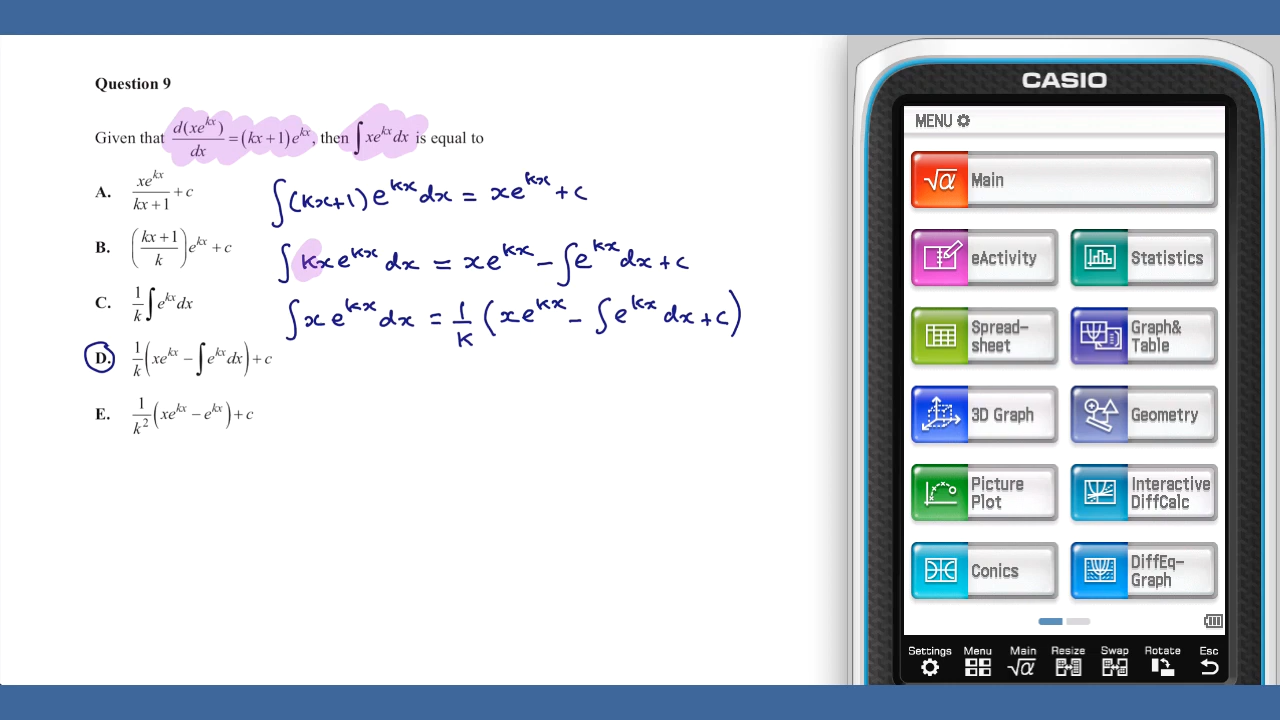 Question 9
Given that d(xe^{kx})/dx = (kx + 1)e^{kx}, then ∫xe^{kx} dx is equal to
A. xe^{kx}/(kx + 1) + c
B. ((kx + 1)/k)e^{kx} + c
C. 1/k ∫e^{kx} dx
D. 1/k (xe^{kx} − ∫e^{kx} dx) + c
E. 1/k² (xe^{kx} − e^{kx}) + c
∫(kx+1)e^{kx} dx = xe^{kx} + c
∫kxe^{kx} dx = xe^{kx} − ∫e^{kx} dx + c
∫xe^{kx} dx = 1/k (xe^{kx} − ∫e^{kx} dx + c)
CASIO
MENU
√α Main
eActivity
Statistics
Spread-
sheet
Graph&
Table
3D Graph
Geometry
Picture
Plot
Interactive
DiffCalc
Conics
DiffEq-
Graph
Settings Menu Main Resize Swap Rotate Esc
√α